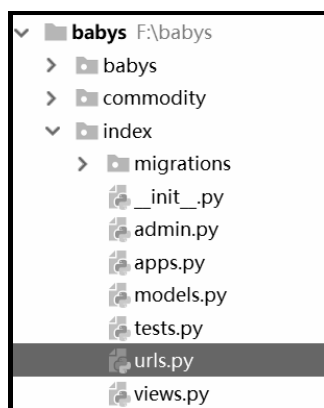 babys F:\babys
babys
commodity
index
migrations
__init__.py
admin.py
apps.py
models.py
tests.py
urls.py
views.py